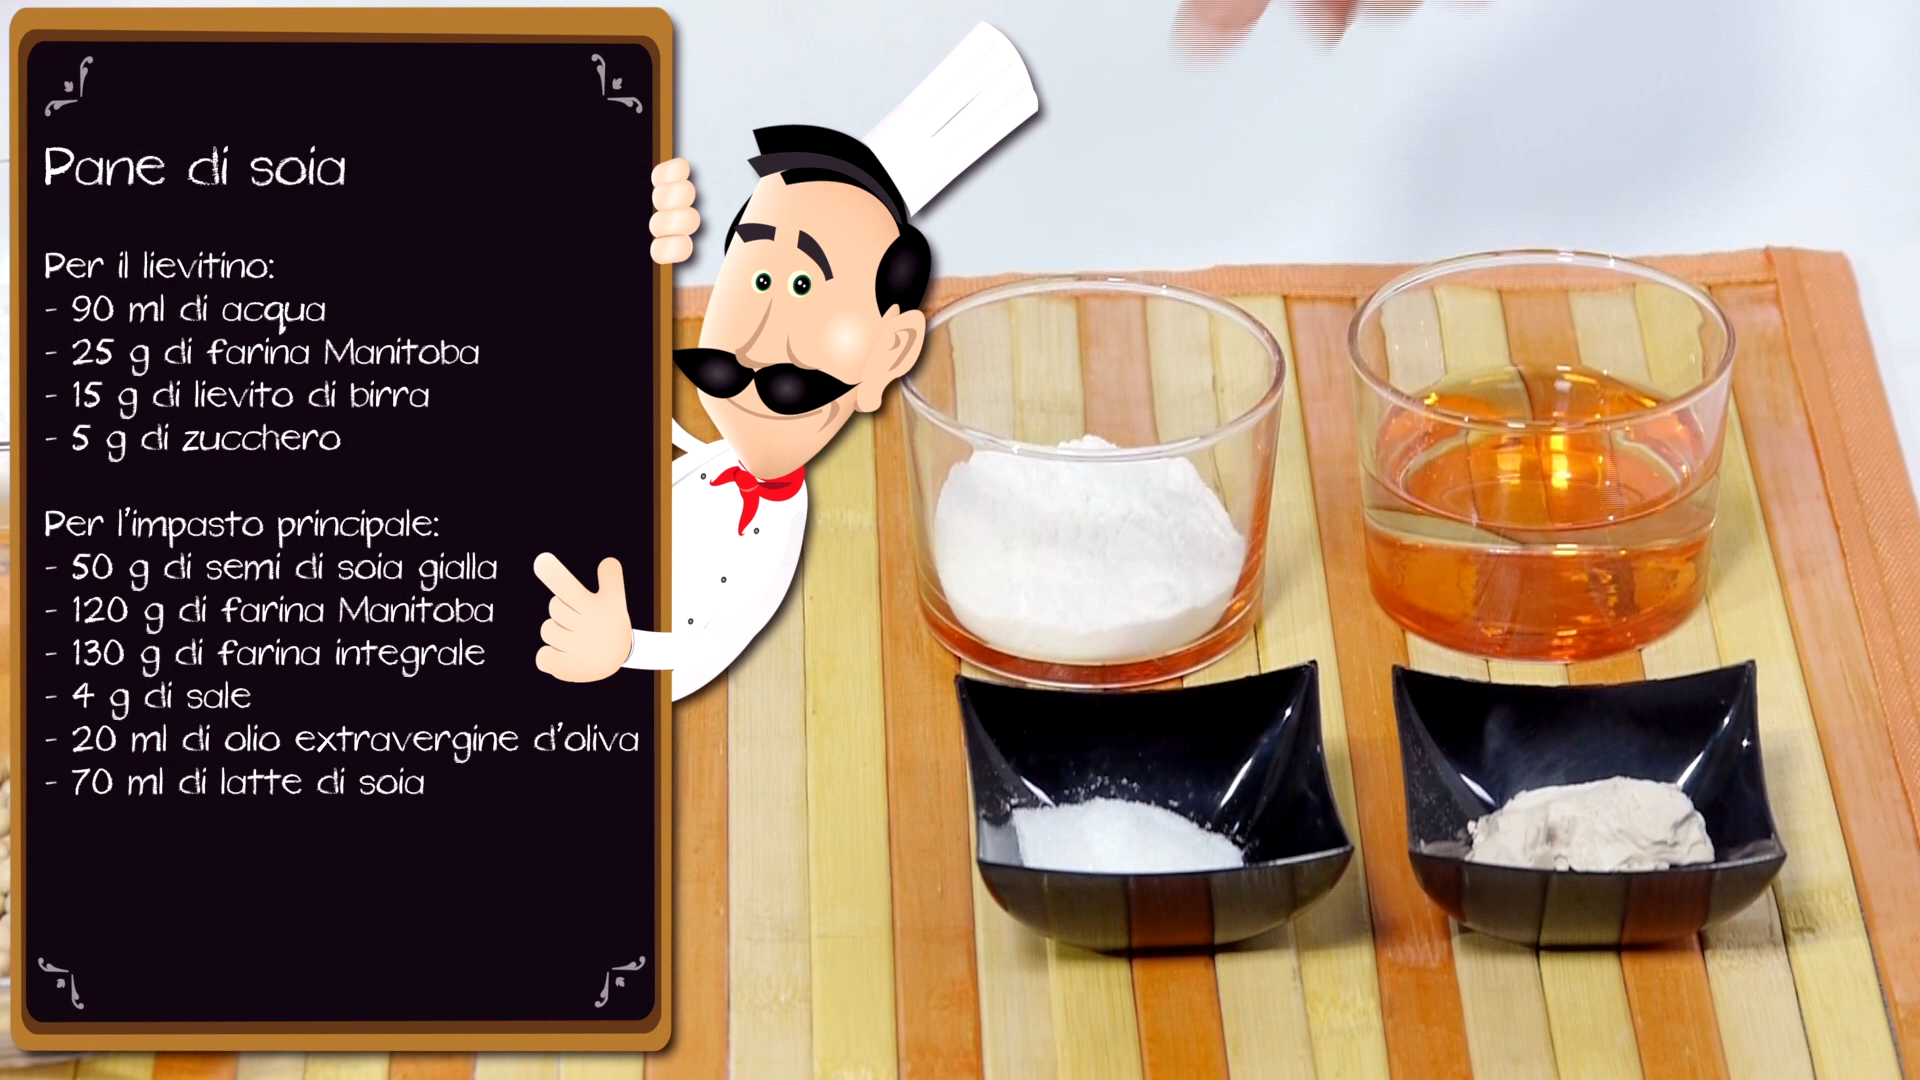 Pane di soia
Per il lievitino:
- 90 ml di acqua
- 25 g di farina Manitoba
- 15 g di lievito di birra
- 5 g di zucchero
Per l'impasto principale:
- 50 g di semi di soia gialla
- 120 g di farina Manitoba
- 130 g di farina integrale
- 4 g di sale
- 20 ml di olio extravergine d'oliva
- 70 ml di latte di soia